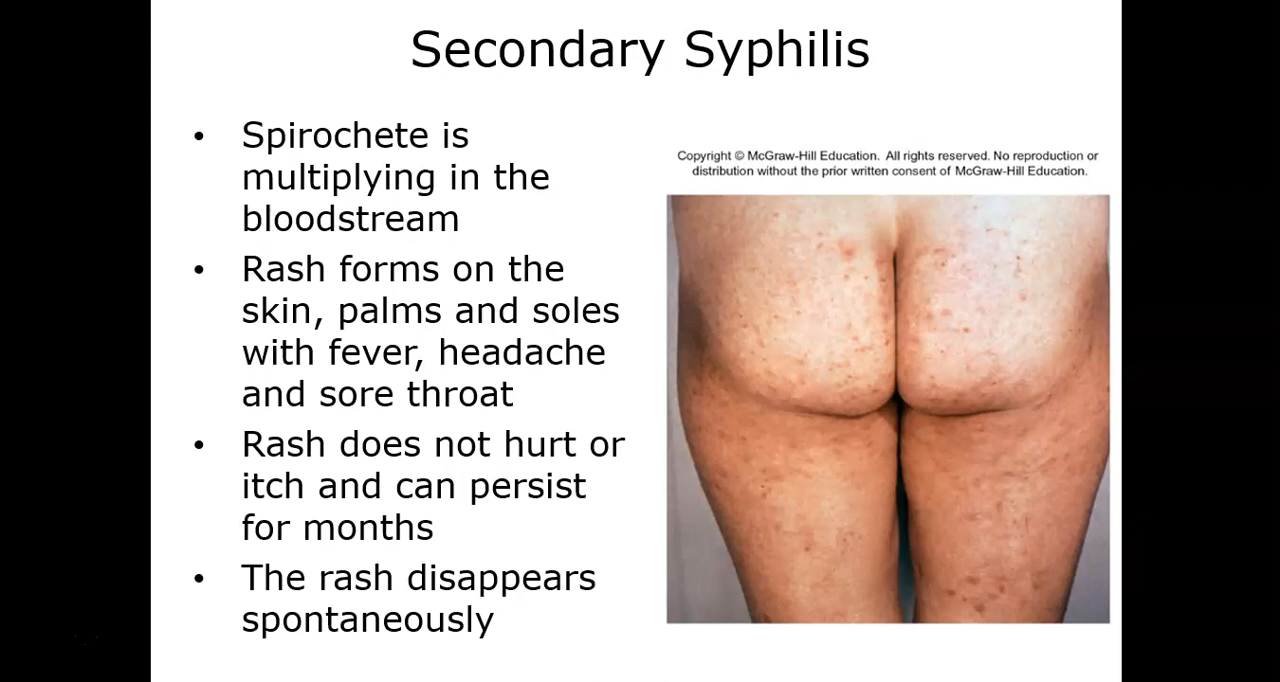 Secondary Syphilis
• Spirochete is
multiplying in the
bloodstream
• Rash forms on the
skin, palms and soles
with fever, headache
and sore throat
• Rash does not hurt or
itch and can persist
for months
• The rash disappears
spontaneously
Copyright © McGraw-Hill Education. All rights reserved. No reproduction or
distribution without the prior written consent of McGraw-Hill Education.